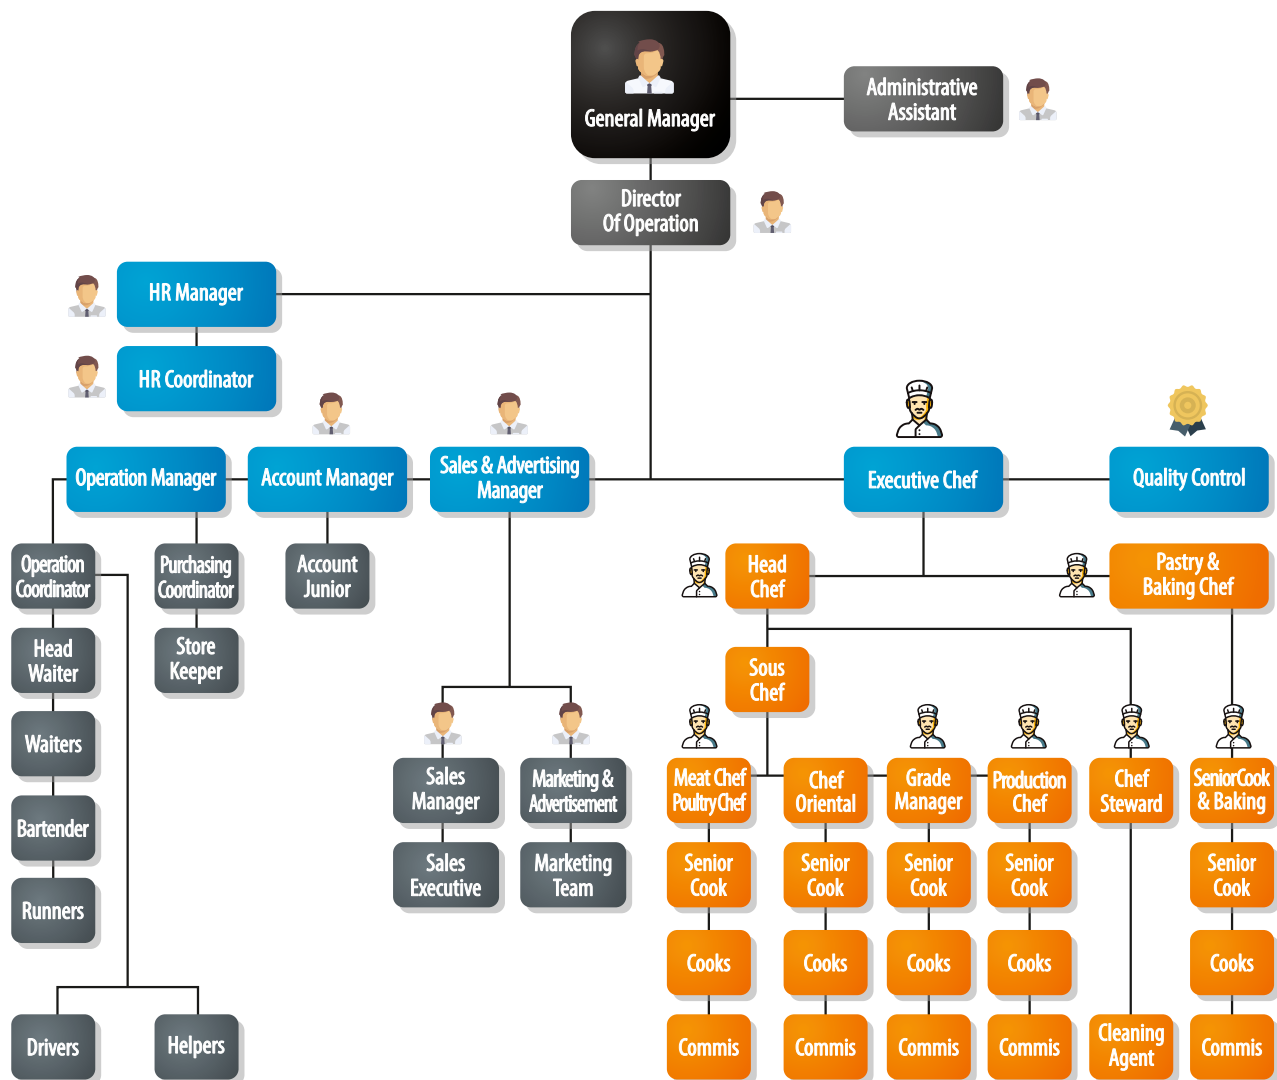 General Manager
Administrative
Assistant
Director
Of Operation
HR Manager
HR Coordinator
Operation Manager
Account Manager
Sales & Advertising
Manager
Executive Chef
Quality Control
Operation
Coordinator
Purchasing
Coordinator
Account
Junior
Head
Chef
Pastry &
Baking Chef
Head
Waiter
Store
Keeper
Sous
Chef
Waiters
Sales
Manager
Marketing &
Advertisement
Meat Chef
Poultry Chef
Chef
Oriental
Grade
Manager
Production
Chef
Chef
Steward
SeniorCook
& Baking
Bartender
Sales
Executive
Marketing
Team
Senior
Cook
Senior
Cook
Senior
Cook
Senior
Cook
Senior
Cook
Runners
Cooks
Cooks
Cooks
Cooks
Cooks
Drivers
Helpers
Commis
Commis
Commis
Commis
Cleaning
Agent
Commis